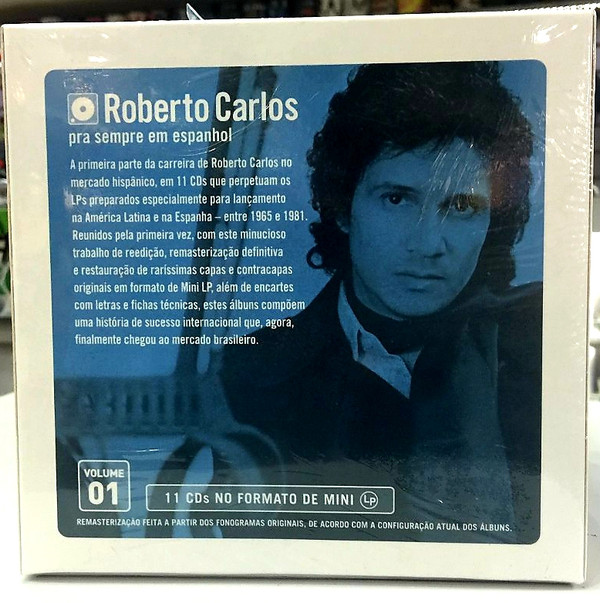 Roberto Carlos
pra sempre em espanhol
A primeira parte da carreira de Roberto Carlos no
mercado hispânico, em 11 CDs que perpetuam os
LPs preparados especialmente para lançamento
na América Latina e na Espanha – entre 1965 e 1981.
Reunidos pela primeira vez, com este minucioso
trabalho de reedição, remasterização definitiva
e restauração de raríssimas capas e contracapas
originais em formato de Mini LP, além de encartes
com letras e fichas técnicas, estes álbuns compõem
uma história de sucesso internacional que, agora,
finalmente chegou ao mercado brasileiro.
VOLUME
01
11 CDs NO FORMATO DE MINI LP
REMASTERIZAÇÃO FEITA A PARTIR DOS FONOGRAMAS ORIGINAIS, DE ACORDO COM A CONFIGURAÇÃO ATUAL DOS ÁLBUNS.